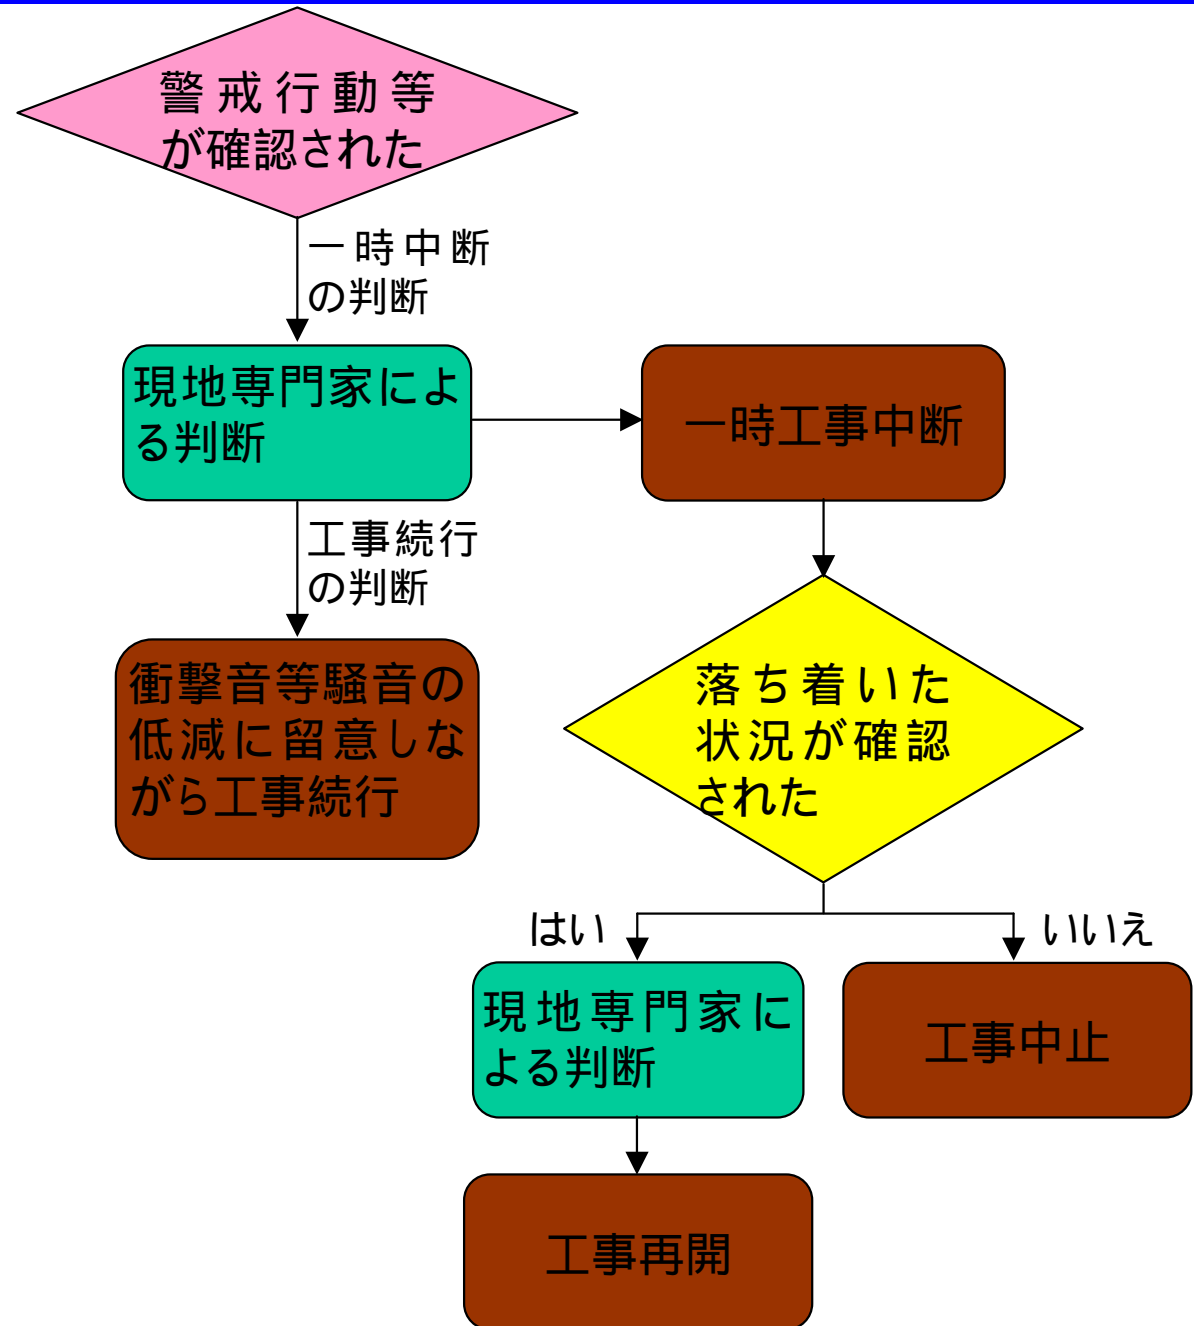 警戒行動等
が確認された
一時中断
の判断
現地専門家によ
る判断
一時工事中断
工事続行
の判断
衝撃音等騒音の
低減に留意しな
がら工事続行
落ち着いた
状況が確認
された
はい
いいえ
現地専門家に
よる判断
工事中止
工事再開